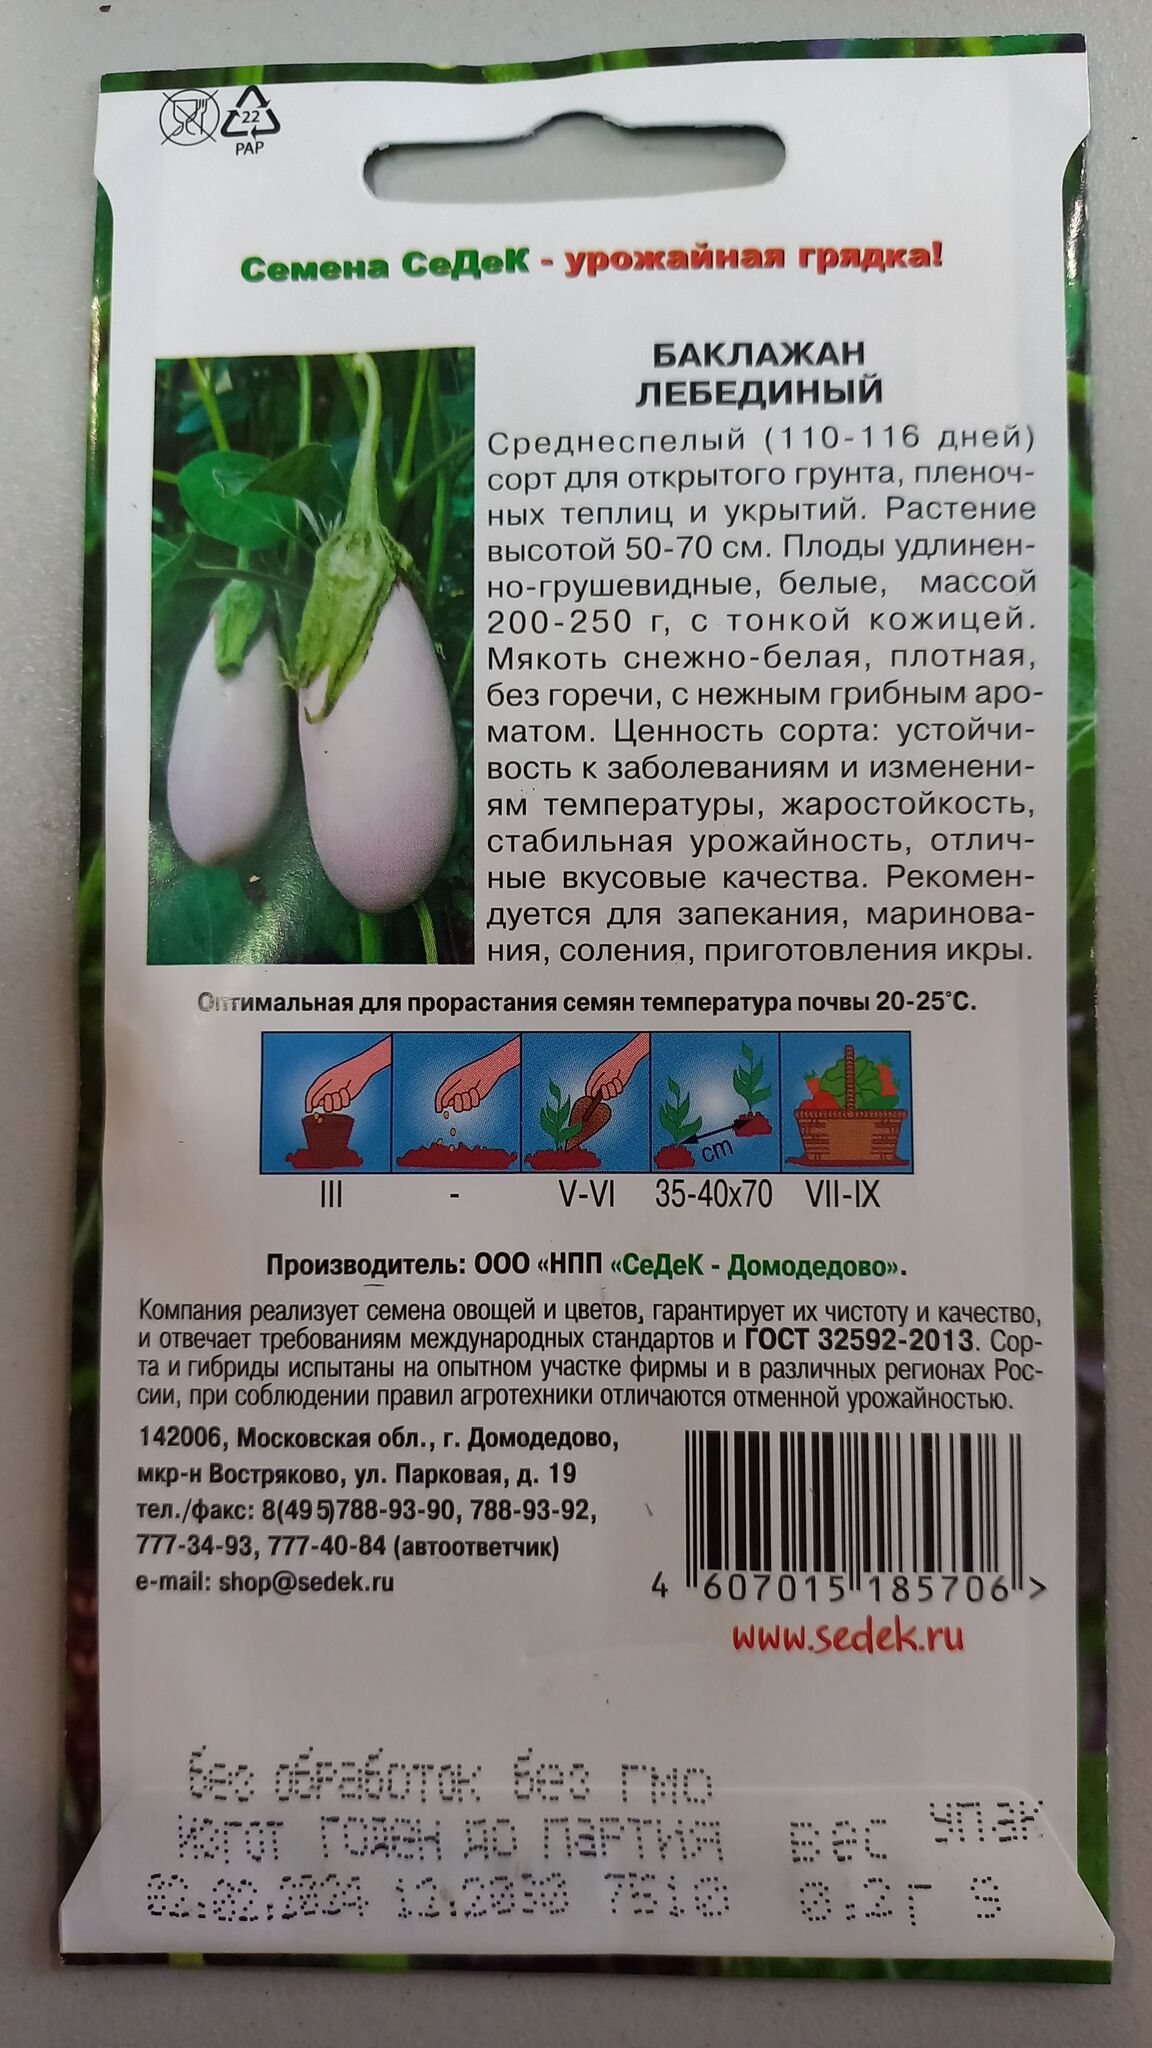 22
PAP
Семена СеДеК - урожайная грядка!
БАКЛАЖАН
ЛЕБЕДИНЫЙ
Среднеспелый (110-116 дней)
сорт для открытого грунта, пленоч-
ных теплиц и укрытий. Растение
высотой 50-70 см. Плоды удлинен-
но-грушевидные, белые, массой
200-250 г, с тонкой кожицей.
Мякоть снежно-белая, плотная,
без горечи, с нежным грибным аро-
матом. Ценность сорта: устойчи-
вость к заболеваниям и изменени-
ям температуры, жаростойкость,
стабильная урожайность, отлич-
ные вкусовые качества. Рекомен-
дуется для запекания, маринова-
ния, соления, приготовления икры.
Оптимальная для прорастания семян температура почвы 20-25°С.
cm
III - V-VI 35-40x70 VII-IX
Производитель: ООО «НПП «СеДеК - Домодедово».
Компания реализует семена овощей и цветов, гарантирует их чистоту и качество,
и отвечает требованиям международных стандартов и ГОСТ 32592-2013. Сор-
та и гибриды испытаны на опытном участке фирмы и в различных регионах Рос-
сии, при соблюдении правил агротехники отличаются отменной урожайностью.
142006, Московская обл., г. Домодедово,
мкр-н Востряково, ул. Парковая, д. 19
тел./факс: 8(495)788-93-90, 788-93-92,
777-34-93, 777-40-84 (автоответчик)
e-mail: shop@sedek.ru
4 607015 185706 >
www.sedek.ru
без обработок без ГМО
Изгот Годен до Партия Вес Упак
02.02.2024 12.2030 7510 0.2г 9